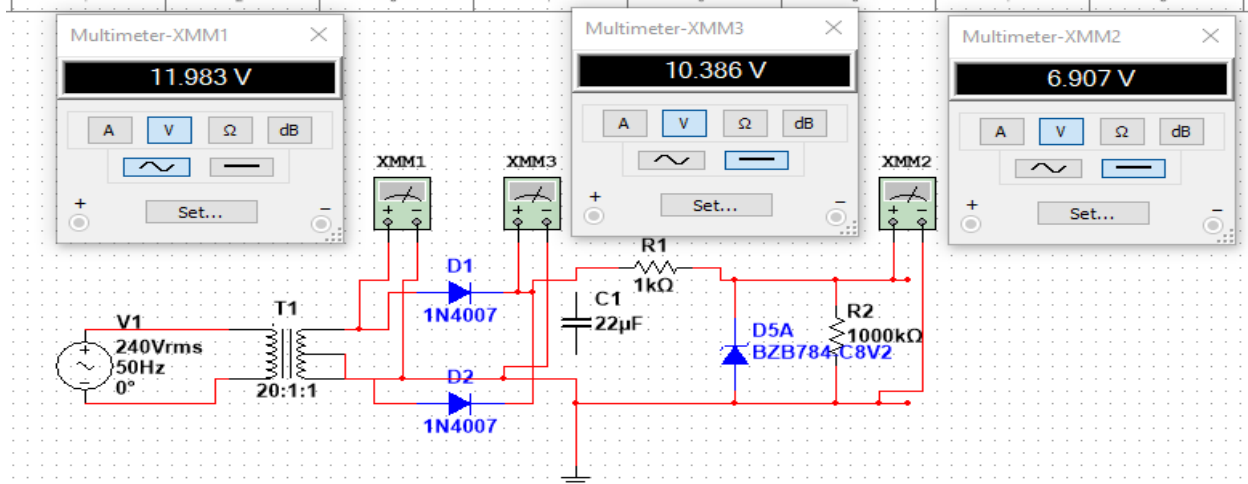 Multimeter-XMM1
11.983 V
A V Ω dB
Set...
+ −
Multimeter-XMM3
10.386 V
A V Ω dB
Set...
+ −
Multimeter-XMM2
6.907 V
A V Ω dB
Set...
+ −
XMM1
XMM3
XMM2
V1
240Vrms
50Hz
0°
T1
20:1:1
D1
1N4007
D2
1N4007
C1
22µF
R1
1kΩ
D5A
BZB784-C8V2
R2
1000kΩ